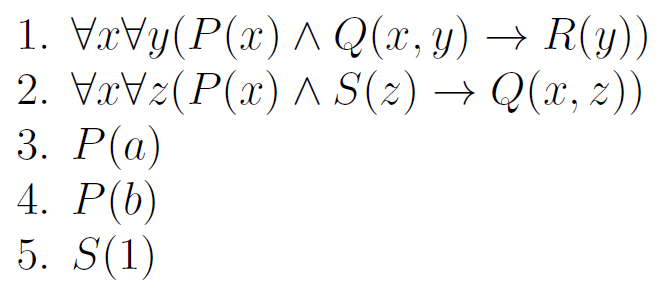 1. ∀x∀y(P(x) ∧ Q(x, y) → R(y))
2. ∀x∀z(P(x) ∧ S(z) → Q(x, z))
3. P(a)
4. P(b)
5. S(1)